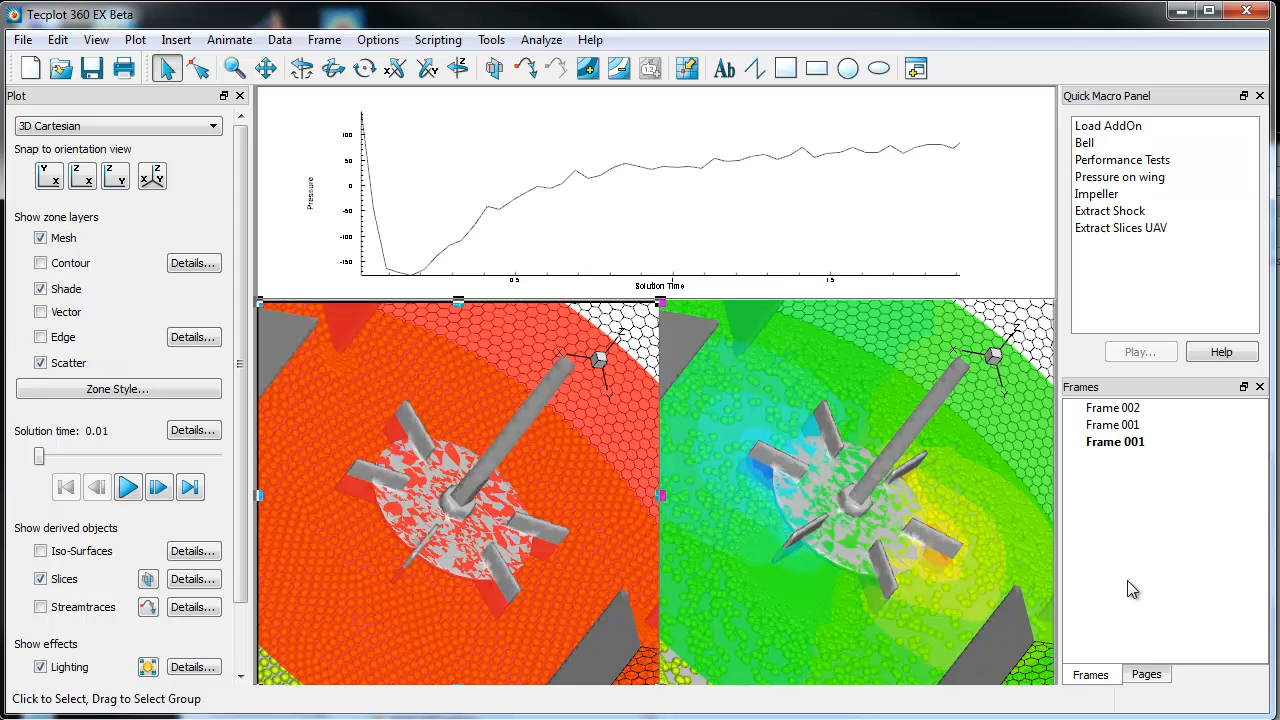 Tecplot 360 EX Beta
File Edit View Plot Insert Animate Data Frame Options Scripting Tools Analyze Help
Plot
3D Cartesian
Snap to orientation view
Y X
Z X
Z Y
X Y Z
Show zone layers
Mesh
Contour Details...
Shade
Vector
Edge Details...
Scatter
Zone Style...
Solution time: 0.01 Details...
Show derived objects
Iso-Surfaces Details...
Slices Details...
Streamtraces Details...
Show effects
Lighting Details...
Click to Select, Drag to Select Group
Ab
Pressure
100
50
0
-50
-100
-150
0.5 1 1.5
Solution Time
X Z Y
X Z Y
Quick Macro Panel
Load AddOn
Bell
Performance Tests
Pressure on wing
Impeller
Extract Shock
Extract Slices UAV
Play... Help
Frames
Frame 002
Frame 001
Frame 001
Frames Pages